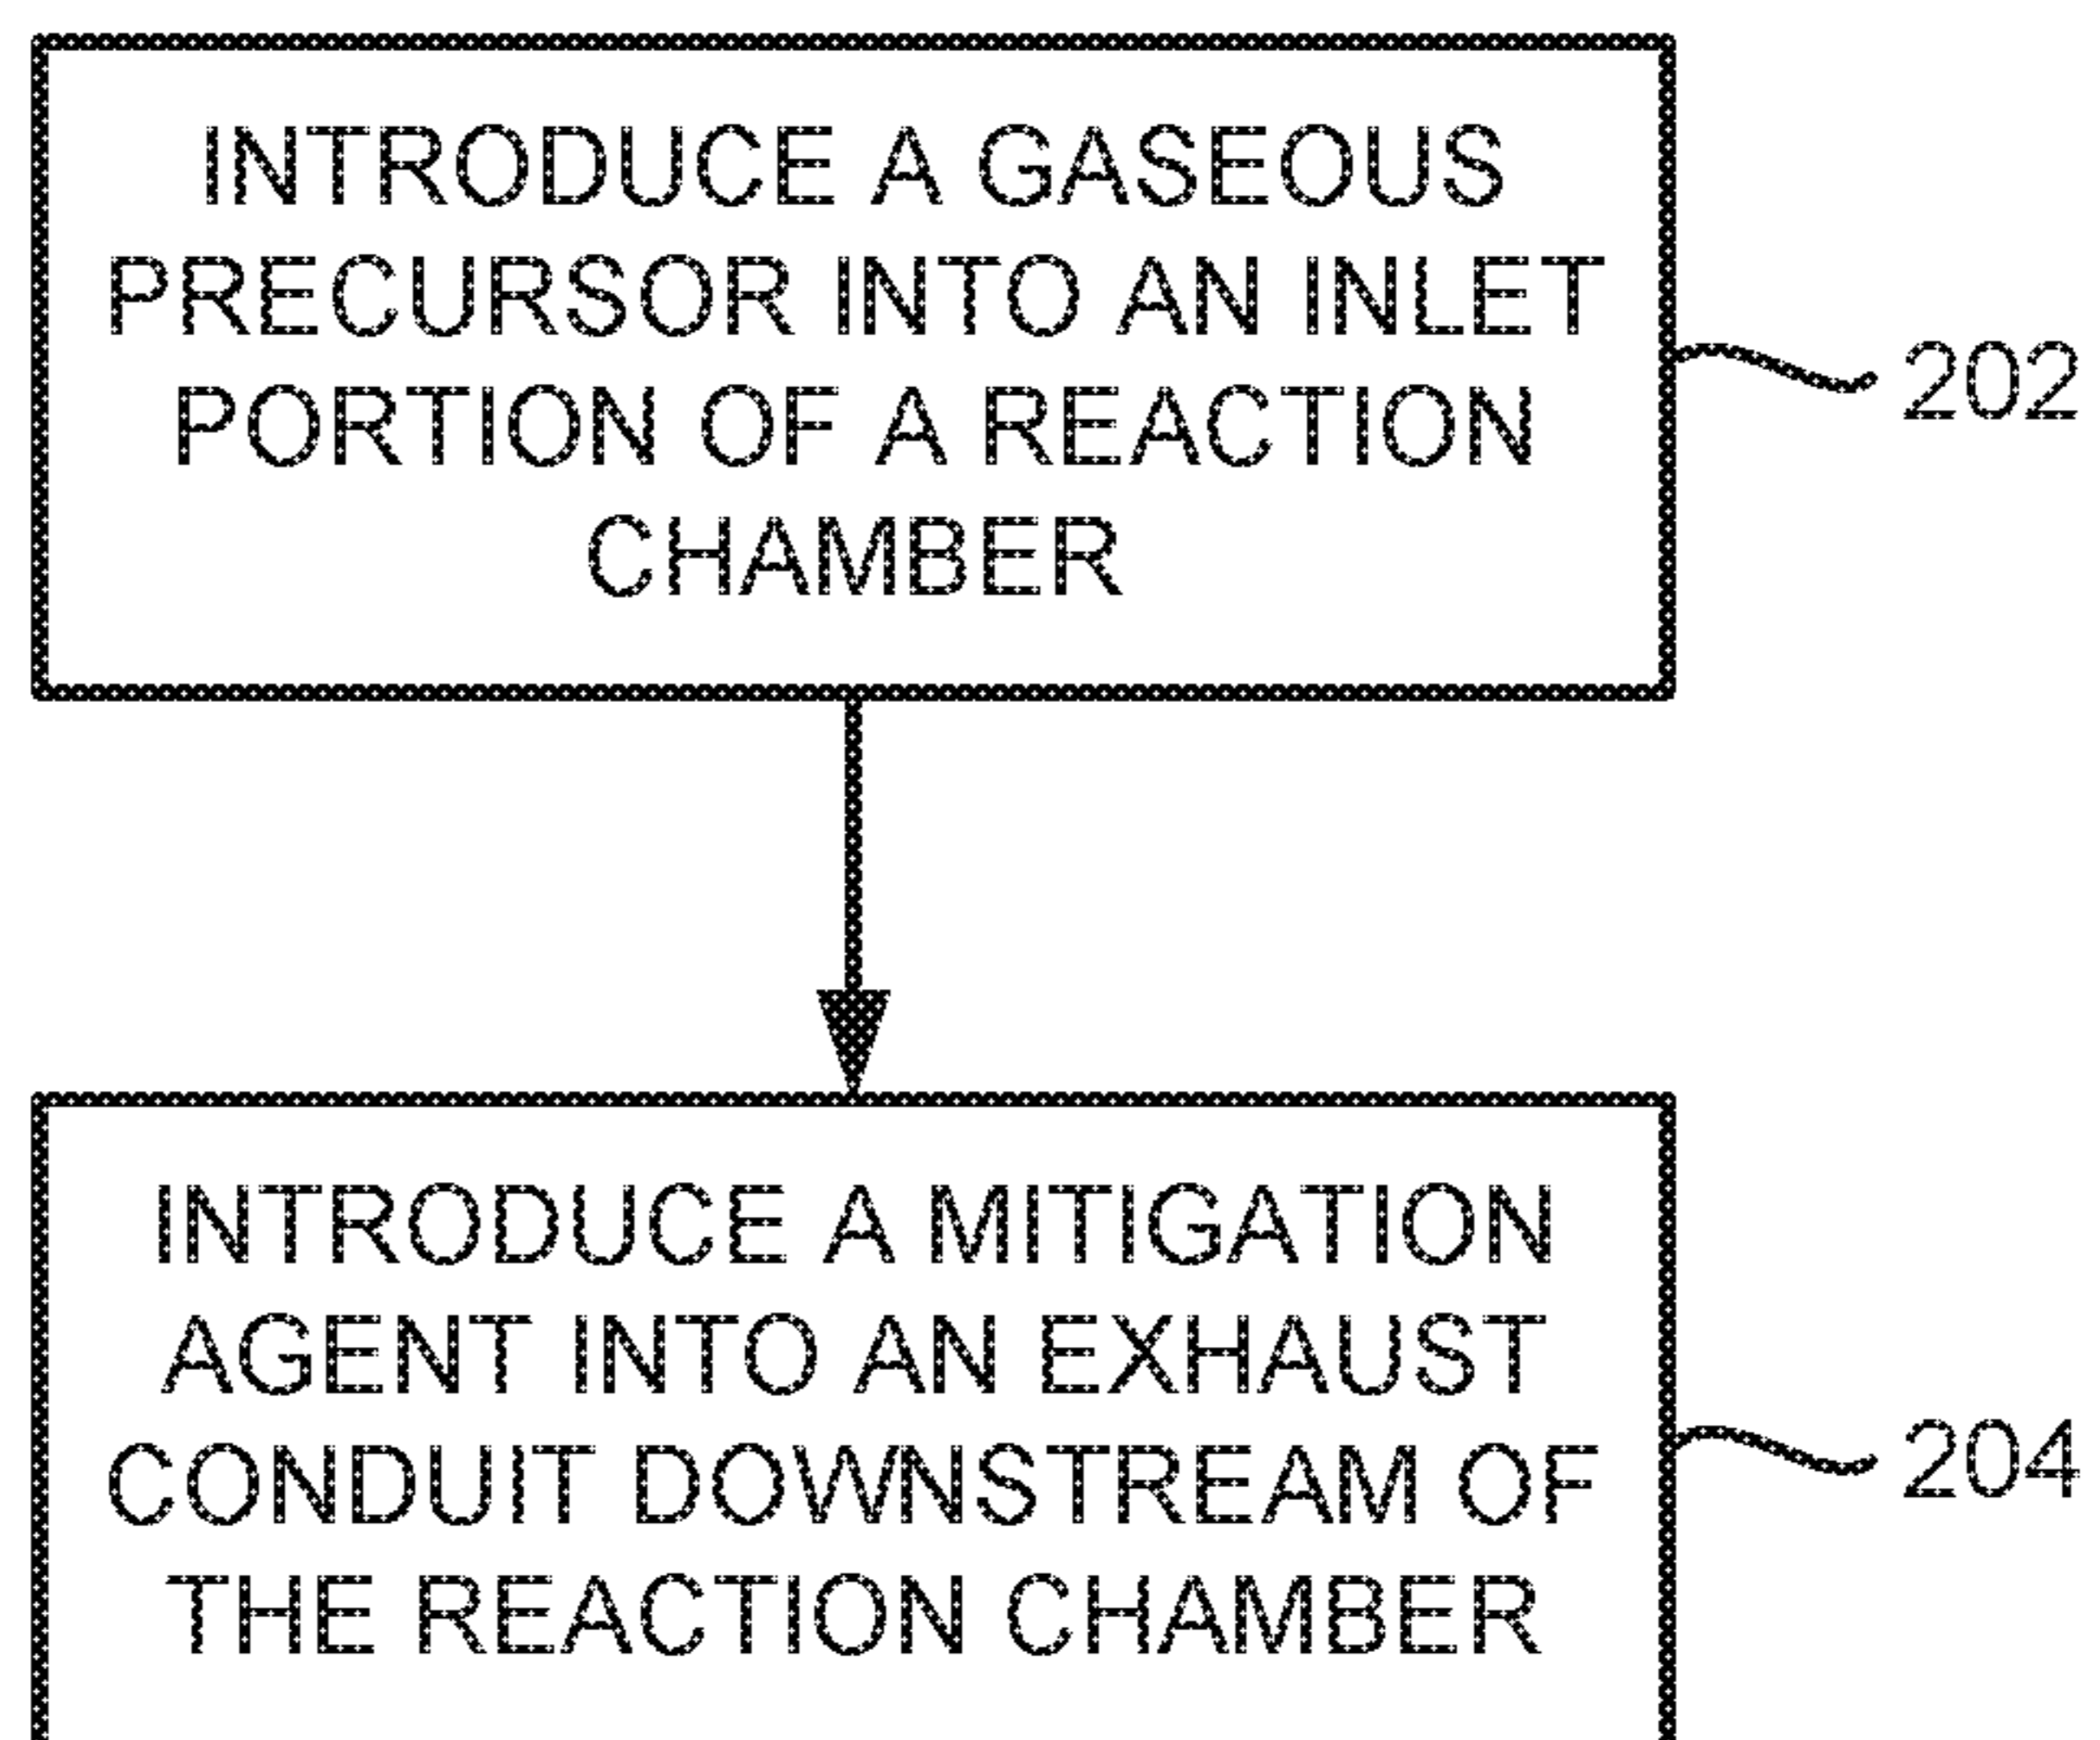 INTRODUCE A GASEOUS
PRECURSOR INTO AN INLET
PORTION OF A REACTION
CHAMBER
202
INTRODUCE A MITIGATION
AGENT INTO AN EXHAUST
CONDUIT DOWNSTREAM OF
THE REACTION CHAMBER
204